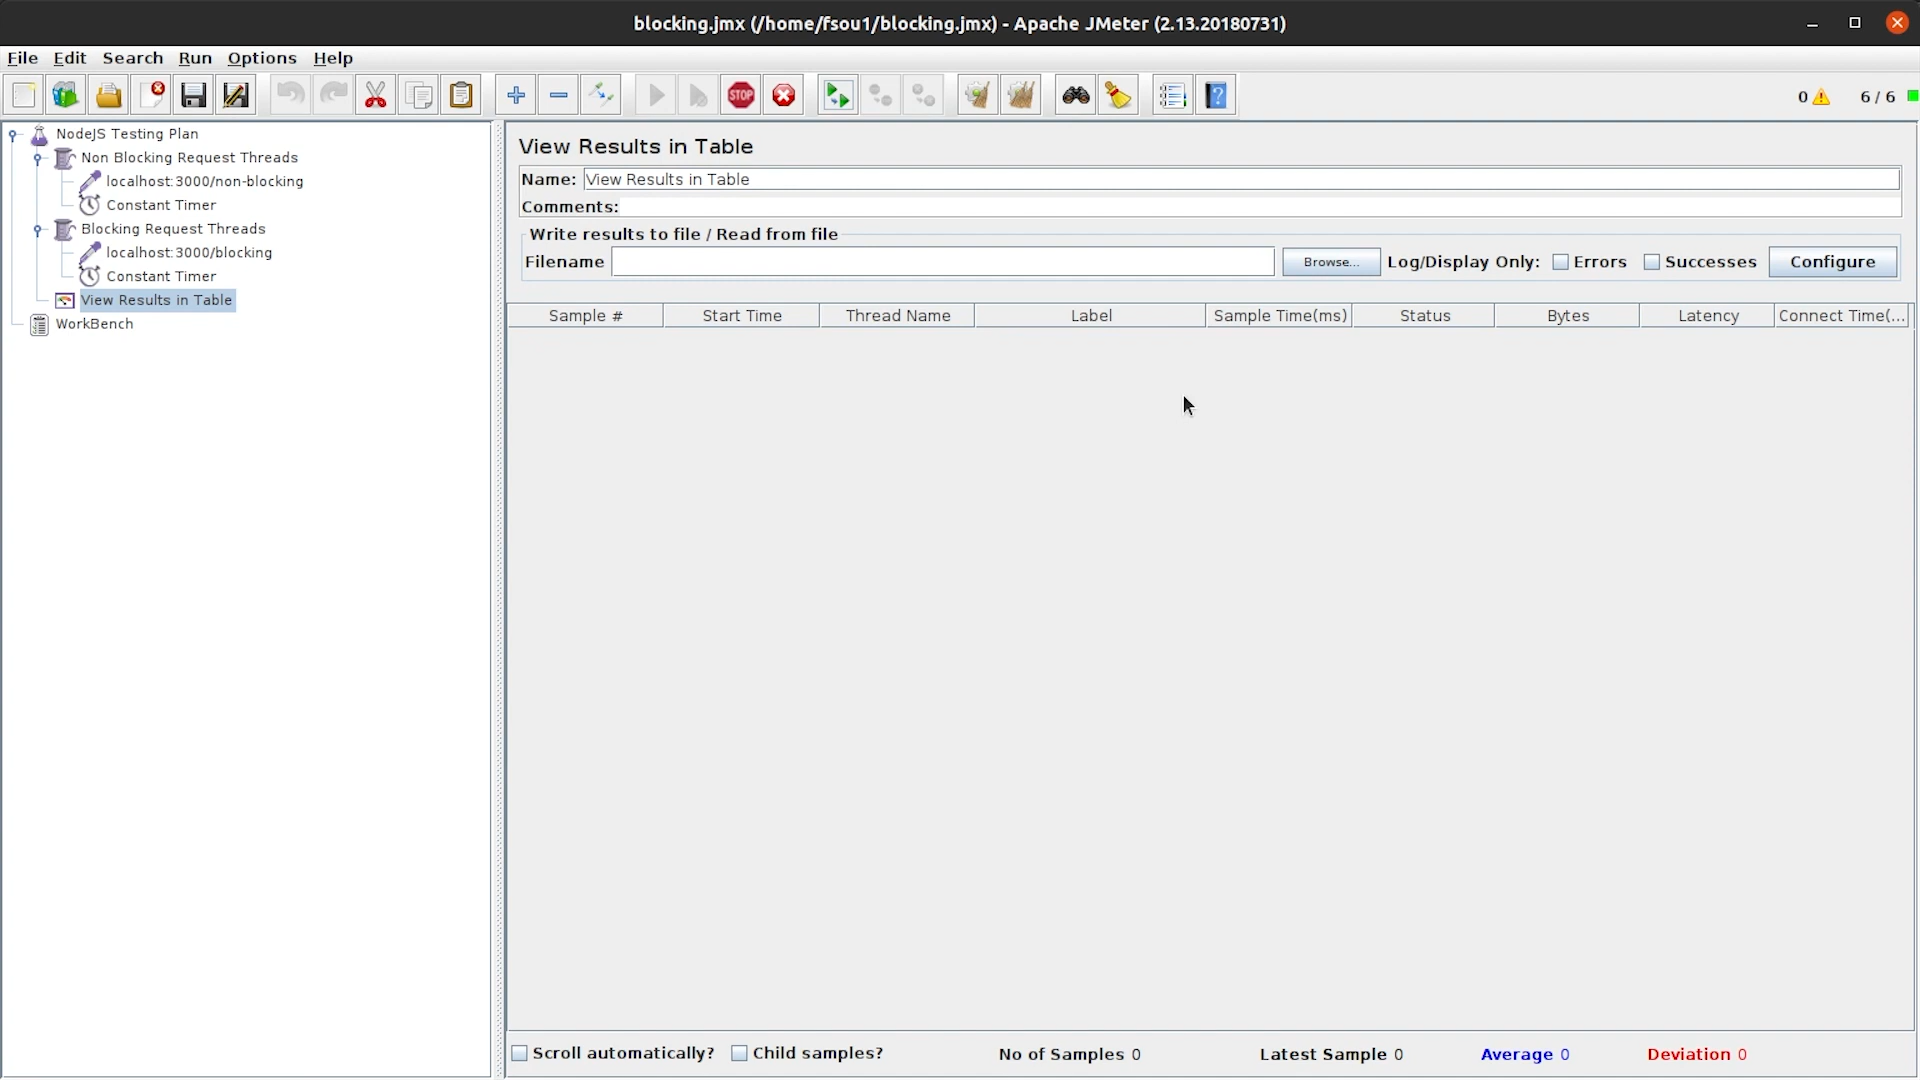 blocking.jmx (/home/fsou1/blocking.jmx) - Apache JMeter (2.13.20180731)
File Edit Search Run Options Help
STOP
?
0 6 / 6
NodeJS Testing Plan
Non Blocking Request Threads
localhost:3000/non-blocking
Constant Timer
Blocking Request Threads
localhost:3000/blocking
Constant Timer
View Results in Table
WorkBench
View Results in Table
Name: View Results in Table
Comments:
Write results to file / Read from file
Filename Browse... Log/Display Only: Errors Successes Configure
Sample # Start Time Thread Name Label Sample Time(ms) Status Bytes Latency Connect Time(...
Scroll automatically? Child samples? No of Samples 0 Latest Sample 0 Average 0 Deviation 0